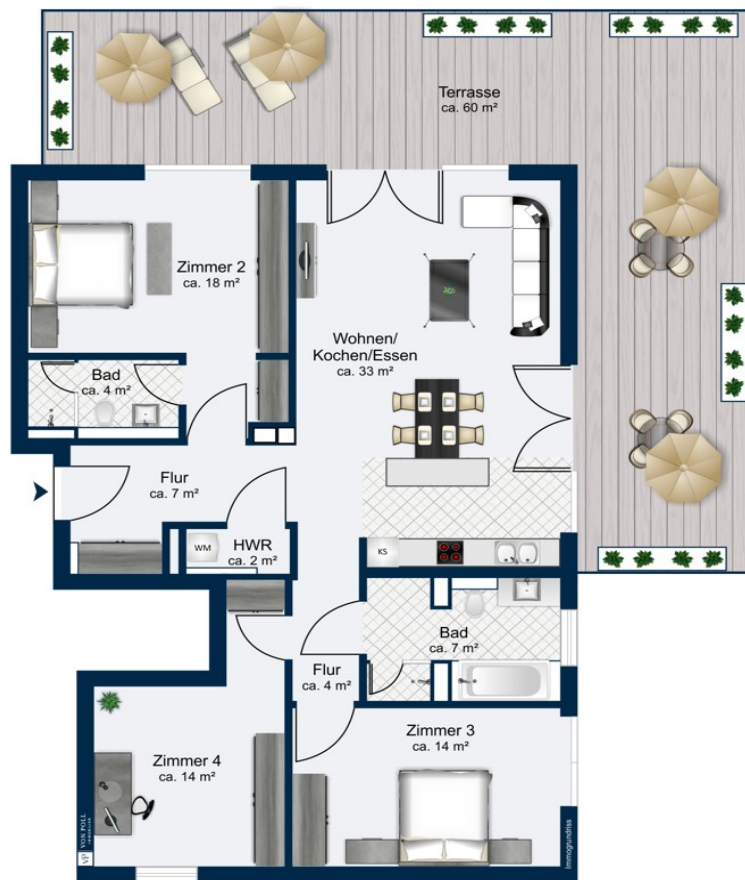 Terrasse
ca. 60 m²
Zimmer 2
ca. 18 m²
Wohnen/
Kochen/Essen
ca. 33 m²
Bad
ca. 4 m²
Flur
ca. 7 m²
WM
HWR
ca. 2 m²
KS
Bad
ca. 7 m²
Flur
ca. 4 m²
Zimmer 3
ca. 14 m²
Zimmer 4
ca. 14 m²
VP
VON POLL
IMMOBILIEN
Immogrundriss